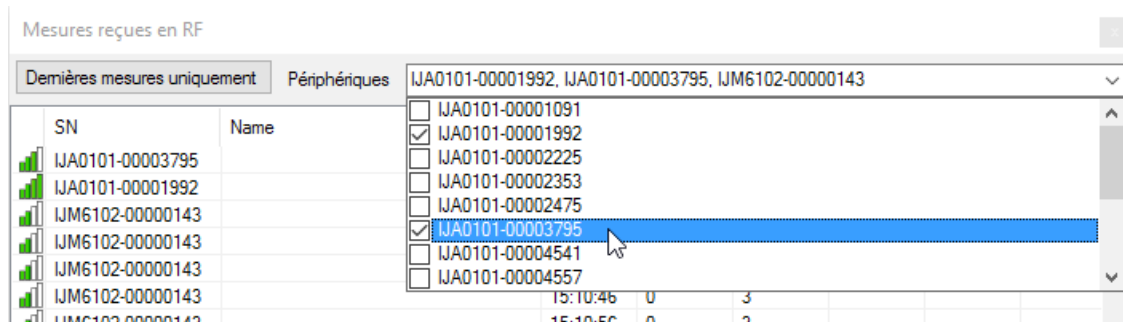 Mesures reçues en RF
x
Dernières mesures uniquement Périphériques IJA0101-00001992, IJA0101-00003795, IJM6102-00000143
SN Name
IJA0101-00001091
IJA0101-00001992
IJA0101-00002225
IJA0101-00002353
IJA0101-00002475
IJA0101-00003795
IJA0101-00004541
IJA0101-00004557
IJA0101-00003795
IJA0101-00001992
IJM6102-00000143
IJM6102-00000143
IJM6102-00000143
IJM6102-00000143 15:10:46 0 3